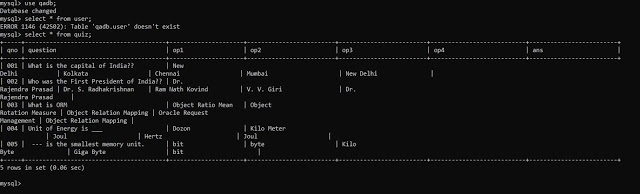 mysql> use qadb;
Database changed
mysql> select * from user;
ERROR 1146 (42S02): Table 'qadb.user' doesn't exist
mysql> select * from quiz;
| qno | question | op1 | op2 | op3 | op4 | ans |
| 001 | What is the capital of India?? | New
Delhi | Kolkata | Chennai | Mumbai | New Delhi |
| 002 | Who was the First President of India?? | Dr.
Rajendra Prasad | Dr. S. Radhakrishnan | Ram Nath Kovind | V. V. Giri | Dr.
Rajendra Prasad |
| 003 | What is ORM | Object Ratio Mean | Object
Rotation Measure | Object Relation Mapping | Oracle Request
Management | Object Relation Mapping |
| 004 | Unit of Energy is ___ | Dozon | Kilo Meter
| Joul | Hertz | Joul |
| 005 | --- is the smallest memory unit. | bit | byte | Kilo
Byte | Giga Byte | bit |
5 rows in set (0.06 sec)
mysql>